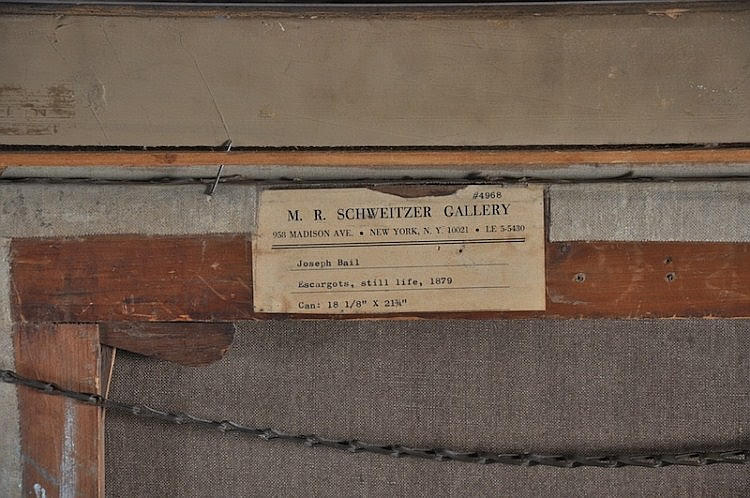 #4968
M. R. SCHWEITZER GALLERY
958 MADISON AVE. • NEW YORK, N. Y. 10021 • LE 5-5430
Joseph Bail
Escargots, still life, 1879
Can: 18 1/8" X 21¾"